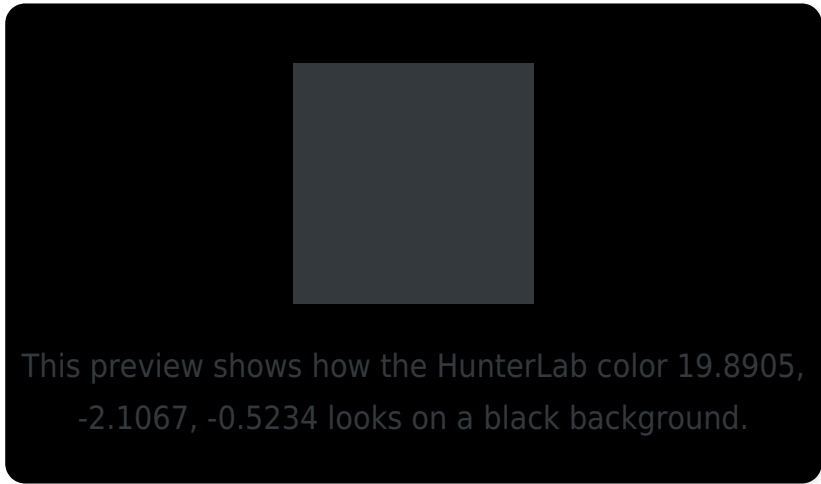 This preview shows how the HunterLab color 19.8905,
-2.1067, -0.5234 looks on a black background.